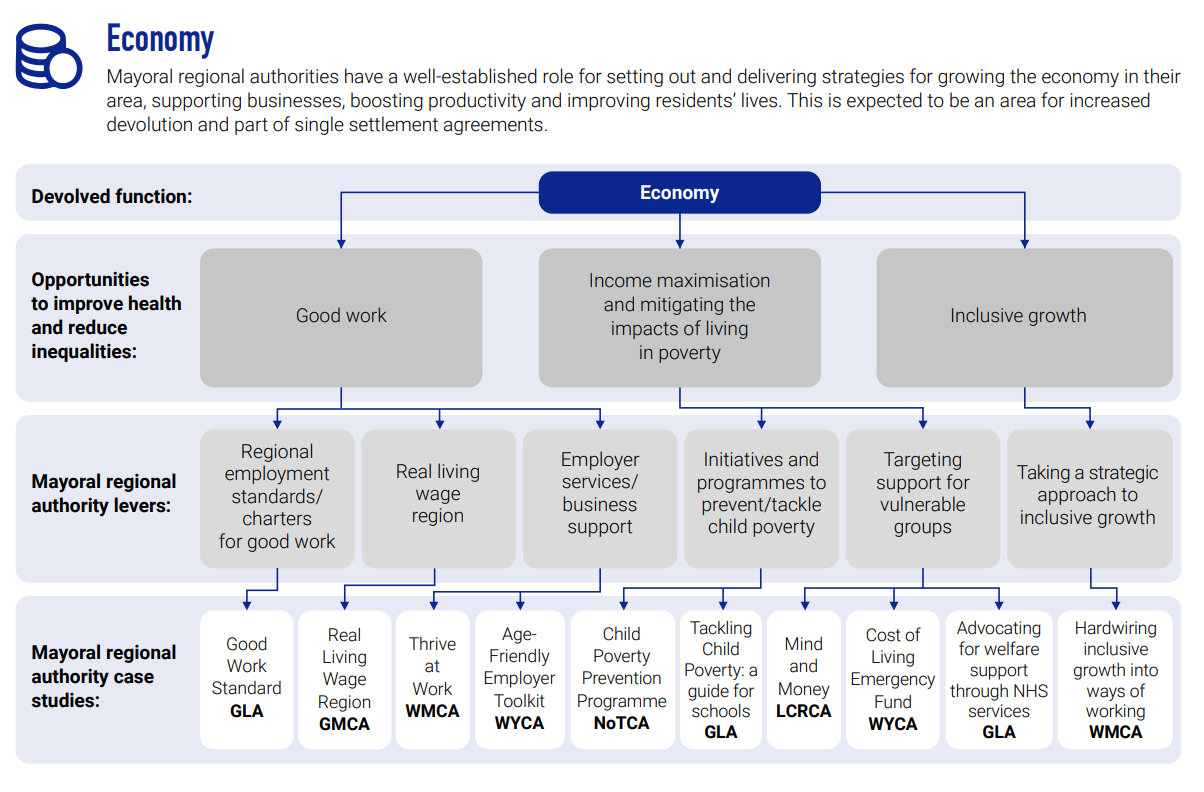 Economy
Mayoral regional authorities have a well-established role for setting out and delivering strategies for growing the economy in their
area, supporting businesses, boosting productivity and improving residents’ lives. This is expected to be an area for increased
devolution and part of single settlement agreements.
Devolved function:
Economy
Opportunities
to improve health
and reduce
inequalities:
Good work
Income maximisation
and mitigating the
impacts of living
in poverty
Inclusive growth
Mayoral regional
authority levers:
Regional
employment
standards/
charters
for good work
Real living
wage
region
Employer
services/
business
support
Initiatives and
programmes to
prevent/tackle
child poverty
Targeting
support for
vulnerable
groups
Taking a strategic
approach to
inclusive growth
Mayoral regional
authority case
studies:
Good
Work
Standard
GLA
Real
Living
Wage
Region
GMCA
Thrive
at
Work
WMCA
Age-
Friendly
Employer
Toolkit
WYCA
Child
Poverty
Prevention
Programme
NoTCA
Tackling
Child
Poverty: a
guide for
schools
GLA
Mind
and
Money
LCRCA
Cost of
Living
Emergency
Fund
WYCA
Advocating
for welfare
support
through NHS
services
GLA
Hardwiring
inclusive
growth into
ways of
working
WMCA